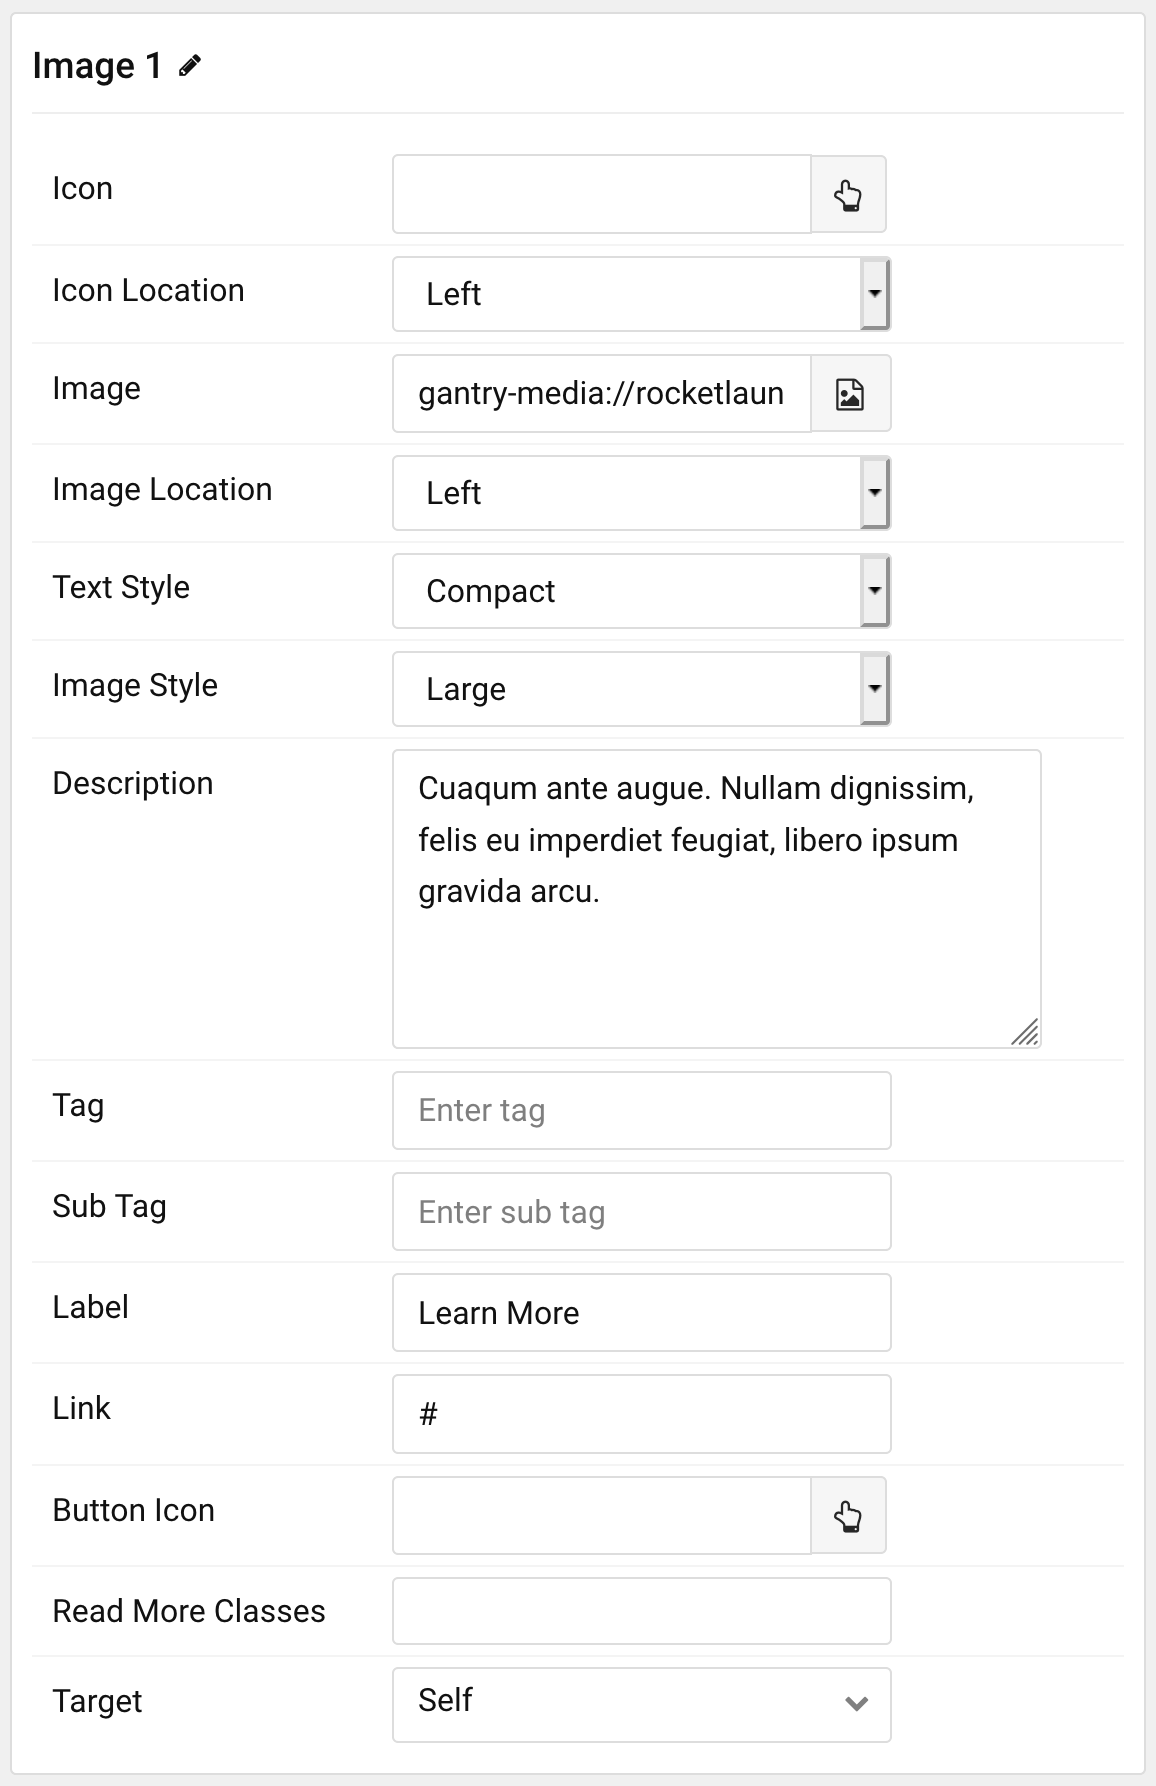 Image 1
Icon
Icon Location
Left
Image
gantry-media://rocketlaun
Image Location
Left
Text Style
Compact
Image Style
Large
Description
Cuaqum ante augue. Nullam dignissim,
felis eu imperdiet feugiat, libero ipsum
gravida arcu.
Tag
Enter tag
Sub Tag
Enter sub tag
Label
Learn More
Link
#
Button Icon
Read More Classes
Target
Self